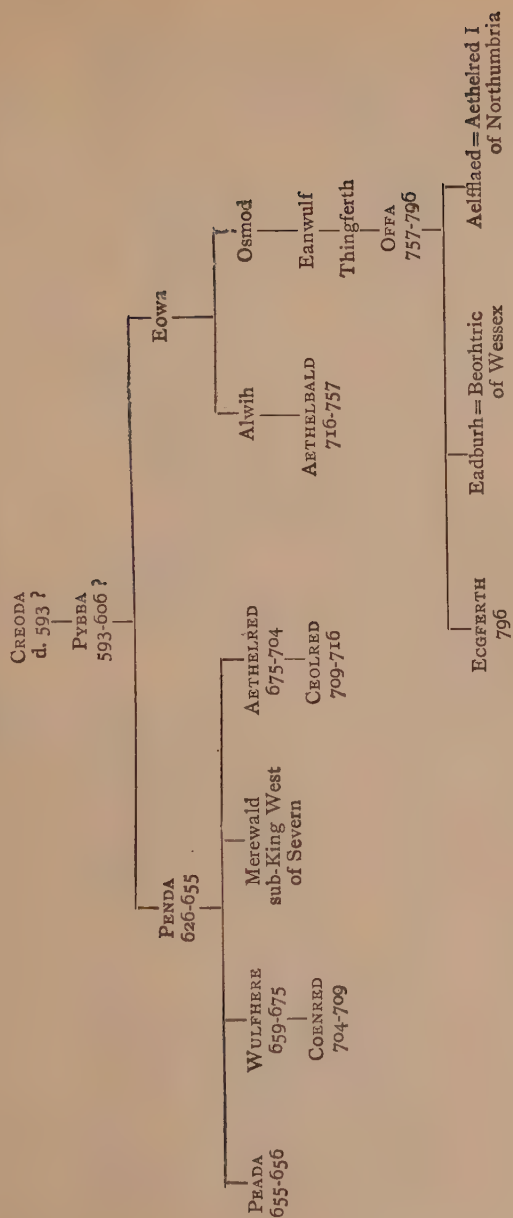 CREODA
d. 593 ?
PYBBA
593-606 ?
PENDA
626-655
Eowa
PEADA
655-656
WULFHERE
659-675
Merewald
sub-King West
of Severn
AETHELRED
675-704
Alwih
Osmod
COENRED
704-709
CEOLRED
709-716
AETHELBALD
716-757
Eanwulf
Thingferth
OFFA
757-796
ECGFERTH
796
Eadburh = Beorhtric
of Wessex
Aelflaed = Aethelred I
of Northumbria